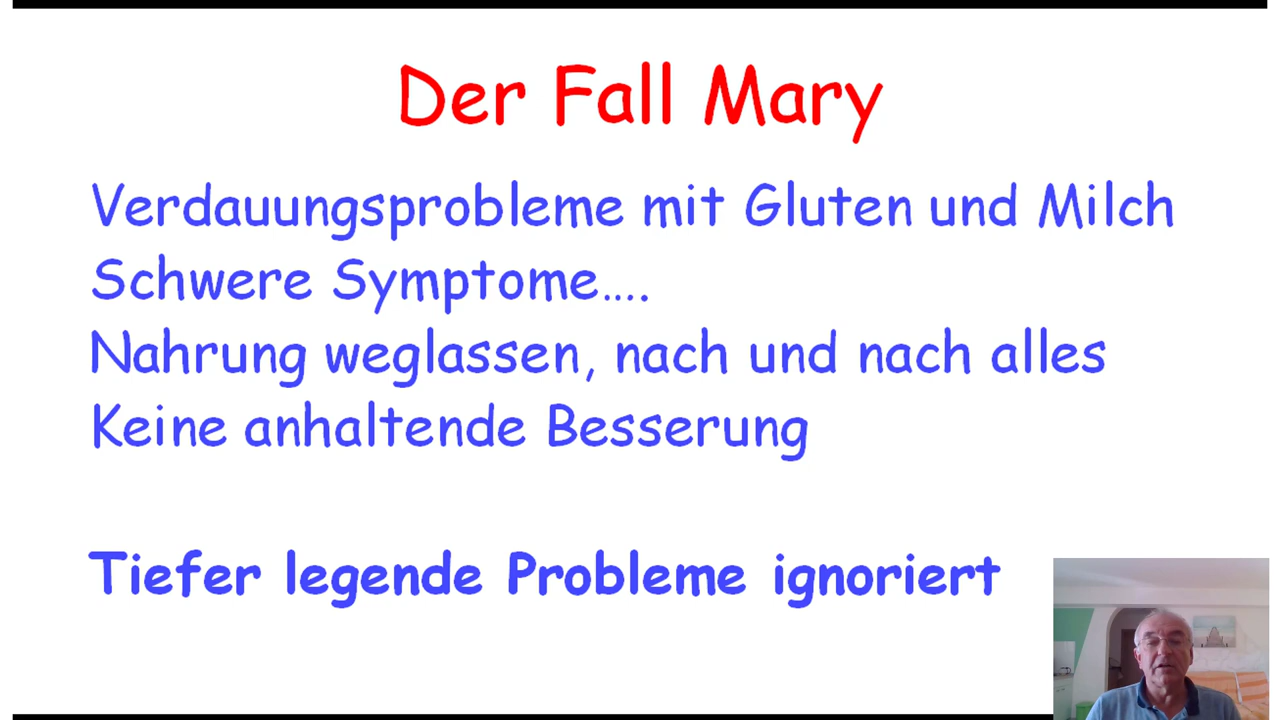 Der Fall Mary
Verdauungsprobleme mit Gluten und Milch
Schwere Symptome….
Nahrung weglassen, nach und nach alles
Keine anhaltende Besserung
Tiefer legende Probleme ignoriert